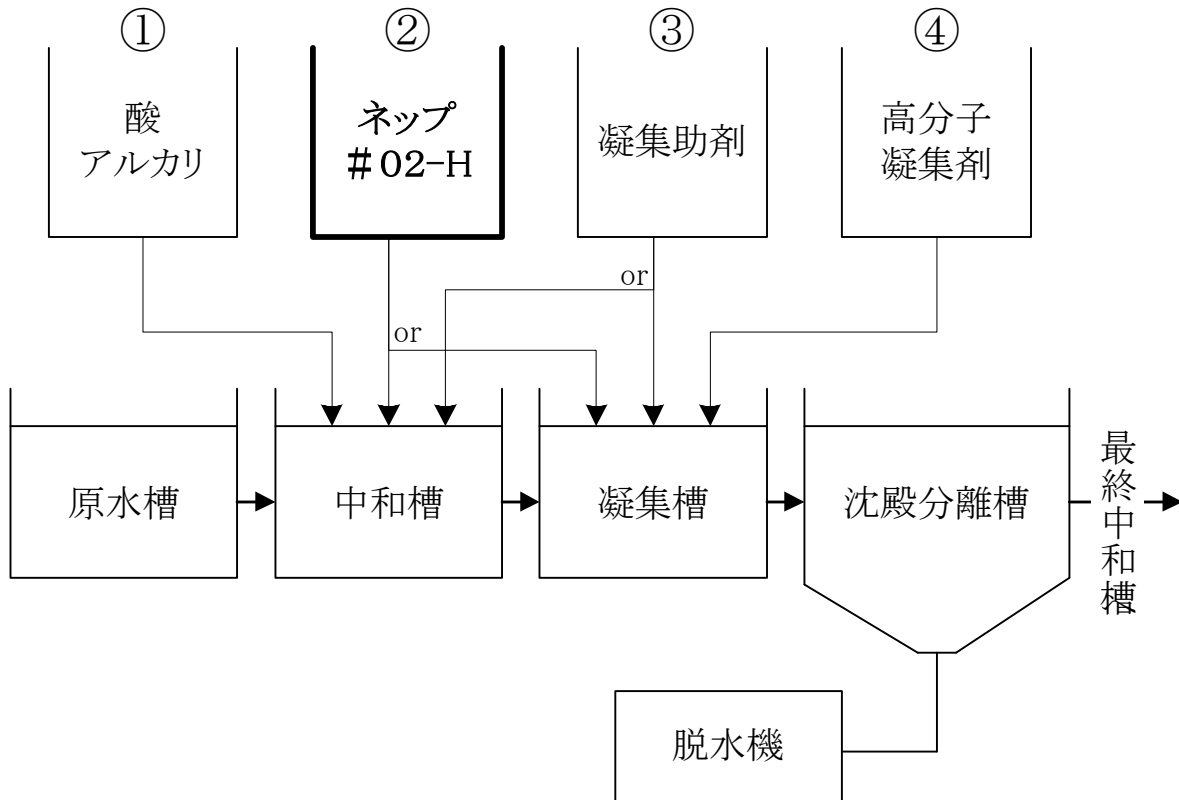 ①
②
③
④
酸
アルカリ
ネップ
#02-H
凝集助剤
高分子
凝集剤
or
or
原水槽
中和槽
凝集槽
沈殿分離槽
最終中和槽
脱水機